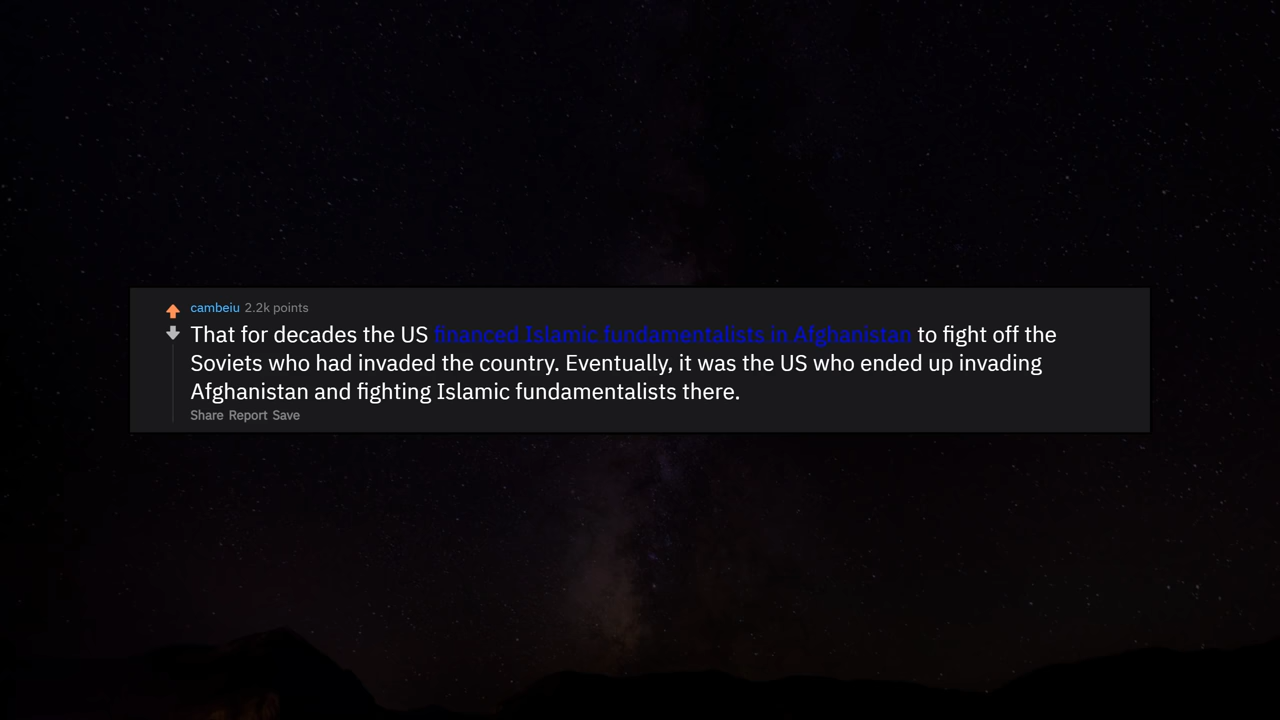 cambeiu 2.2k points
That for decades the US financed Islamic fundamentalists in Afghanistan to fight off the
Soviets who had invaded the country. Eventually, it was the US who ended up invading
Afghanistan and fighting Islamic fundamentalists there.
Share Report Save